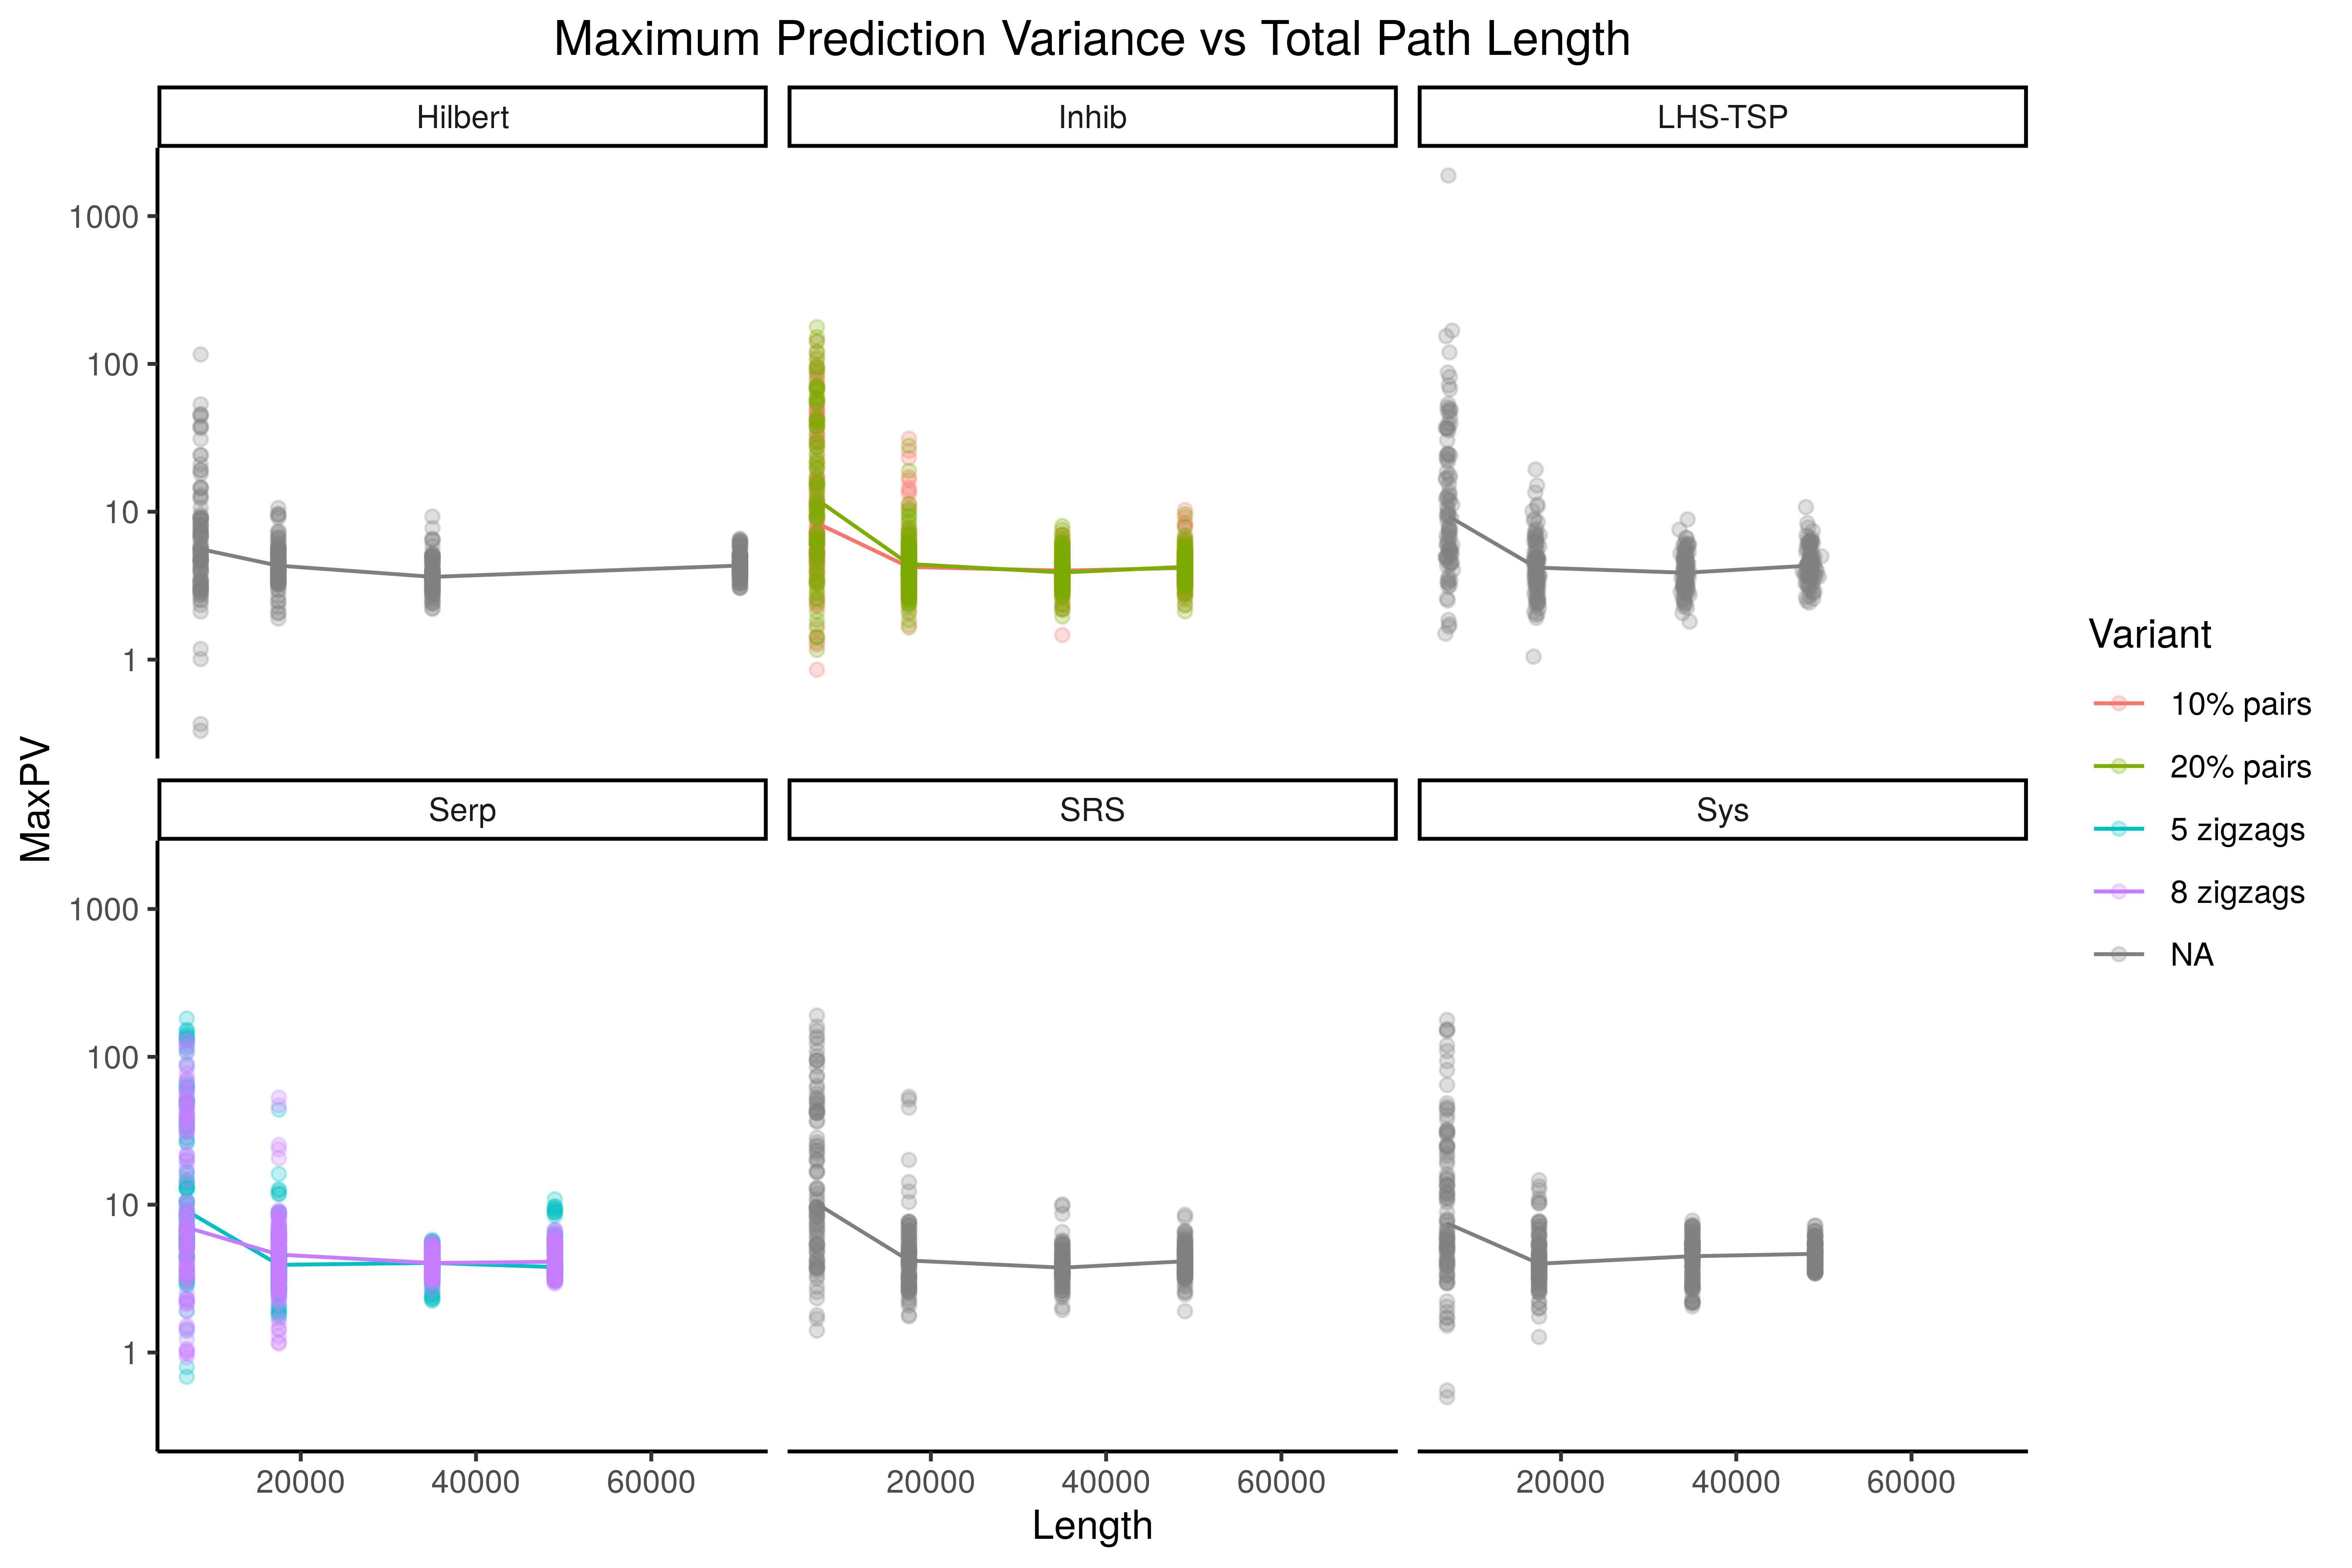 Maximum Prediction Variance vs Total Path Length
Hilbert
Inhib
LHS-TSP
1000
100
10
1
MaxPV
Serp
SRS
Sys
1000
100
10
1
20000 40000 60000
20000 40000 60000
20000 40000 60000
Length
Variant
10% pairs
20% pairs
5 zigzags
8 zigzags
NA